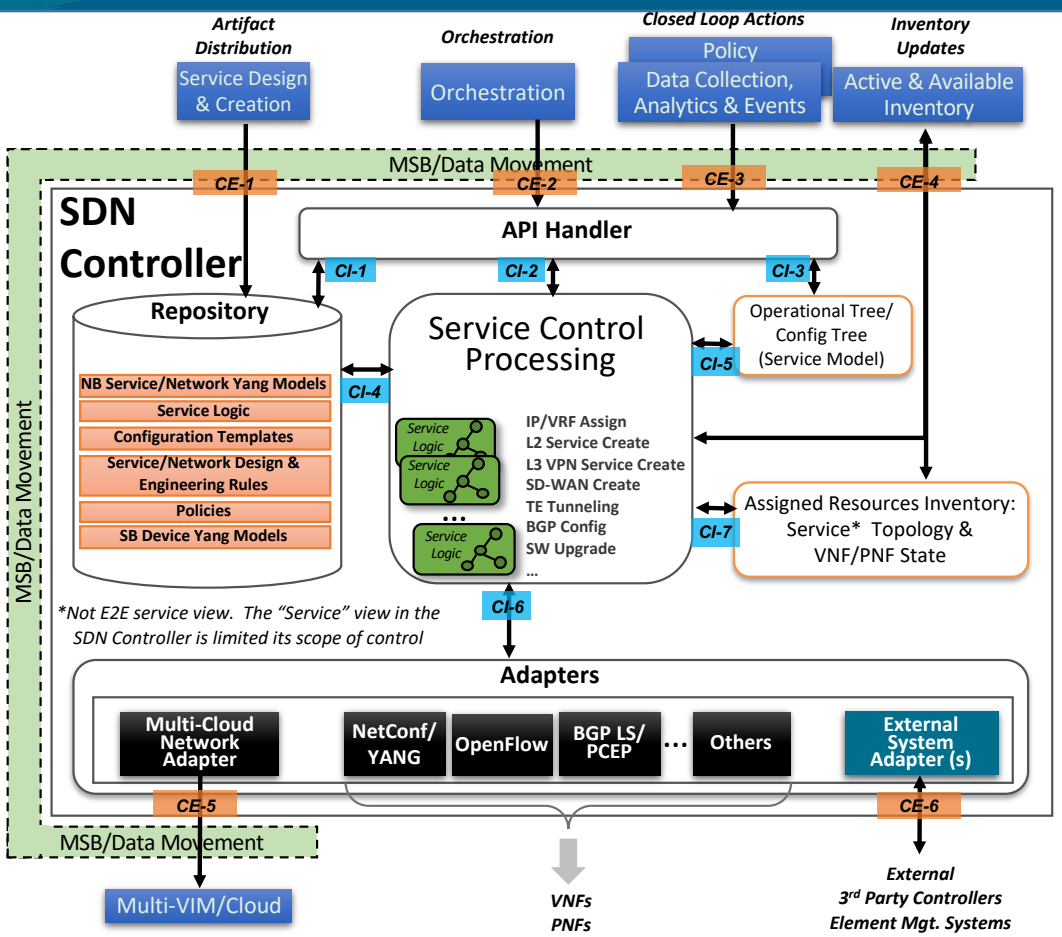 Artifact
Distribution
Orchestration
Closed Loop Actions
Inventory
Updates
Service Design
& Creation
Orchestration
Policy
Data Collection,
Analytics & Events
Active & Available
Inventory
MSB/Data Movement
CE-1
CE-2
CE-3
CE-4
SDN
Controller
API Handler
CI-1
CI-2
CI-3
Repository
NB Service/Network Yang Models
Service Logic
Configuration Templates
Service/Network Design &
Engineering Rules
Policies
SB Device Yang Models
CI-4
Service Control
Processing
Service
Logic
Service
Logic
...
Service
Logic
IP/VRF Assign
L2 Service Create
L3 VPN Service Create
SD-WAN Create
TE Tunneling
BGP Config
SW Upgrade
...
CI-5
Operational Tree/
Config Tree
(Service Model)
CI-7
Assigned Resources Inventory:
Service* Topology &
VNF/PNF State
MSB/Data Movement
CI-6
*Not E2E service view. The “Service” view in the
SDN Controller is limited its scope of control
Adapters
Multi-Cloud
Network
Adapter
NetConf/
YANG
OpenFlow
BGP LS/
PCEP
...
Others
External
System
Adapter (s)
CE-5
CE-6
MSB/Data Movement
Multi-VIM/Cloud
VNFs
PNFs
External
3rd Party Controllers
Element Mgt. Systems